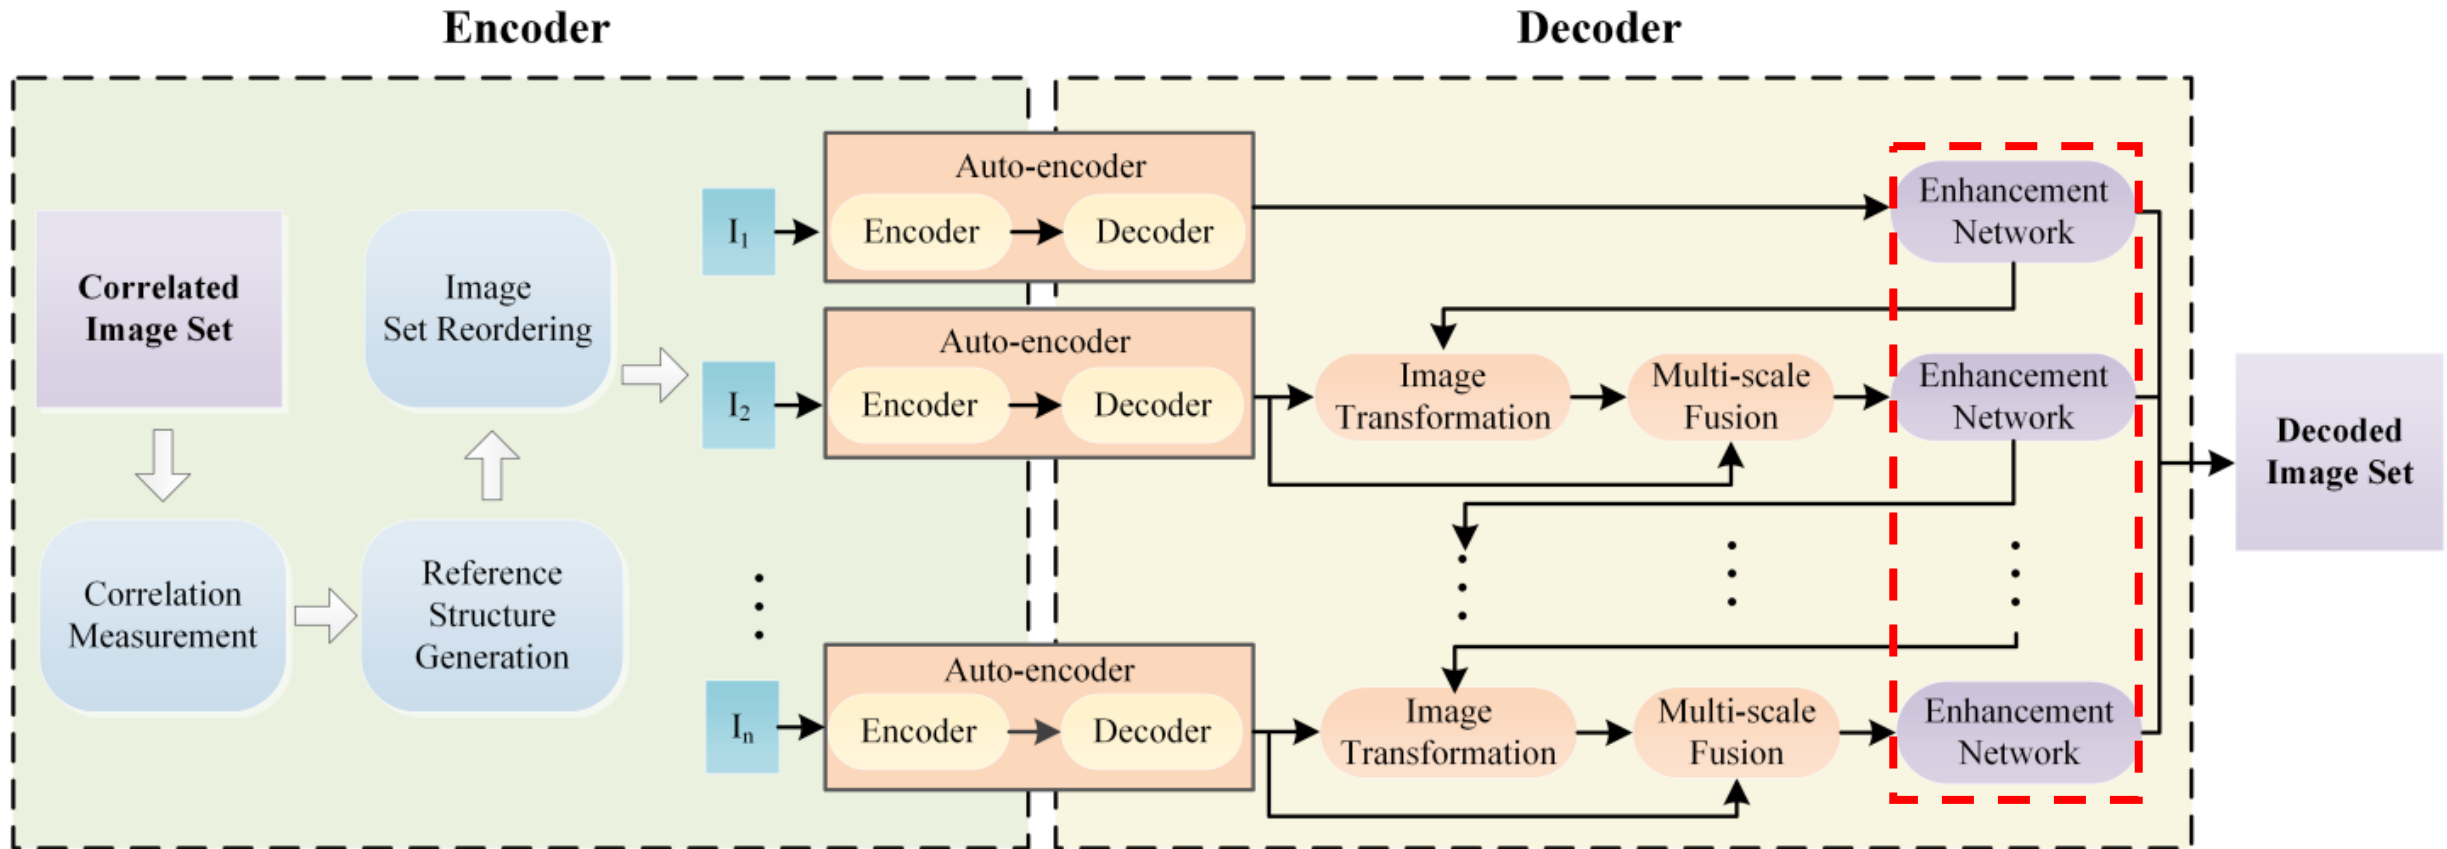 Encoder
Decoder
Correlated
Image Set
Correlation
Measurement
Reference
Structure
Generation
Image
Set Reordering
I₁
Auto-encoder
Encoder
Decoder
Enhancement
Network
I₂
Auto-encoder
Encoder
Decoder
Image
Transformation
Multi-scale
Fusion
Enhancement
Network
Iₙ
Auto-encoder
Encoder
Decoder
Image
Transformation
Multi-scale
Fusion
Enhancement
Network
Decoded
Image Set